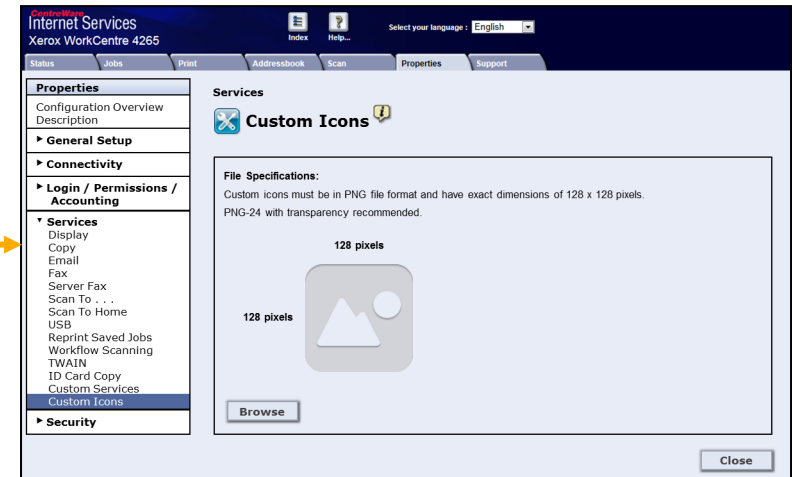 CentreWare
Internet Services
Xerox WorkCentre 4265
Index
Help...
Select your language :
English
Status
Jobs
Print
Addressbook
Scan
Properties
Support
Properties
Configuration Overview
Description
General Setup
Connectivity
Login / Permissions /
Accounting
Services
Display
Copy
Email
Fax
Server Fax
Scan To . . .
Scan To Home
USB
Reprint Saved Jobs
Workflow Scanning
TWAIN
ID Card Copy
Custom Services
Custom Icons
Security
Services
Custom Icons
File Specifications:
Custom icons must be in PNG file format and have exact dimensions of 128 x 128 pixels.
PNG-24 with transparency recommended.
128 pixels
128 pixels
Browse
Close